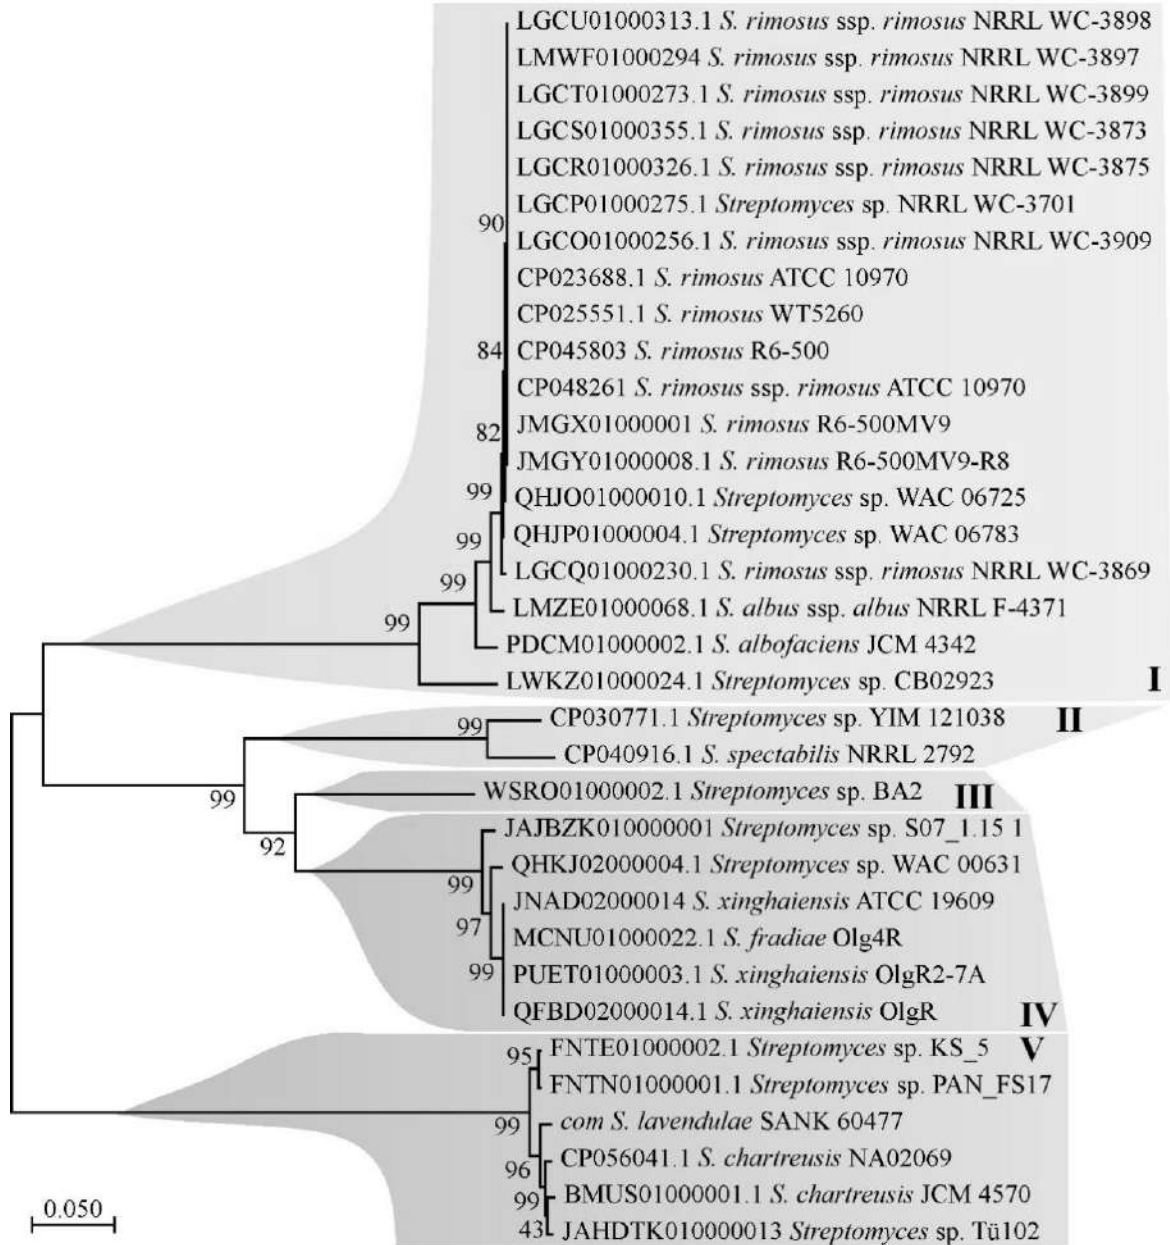 LGCU01000313.1 S. rimosus ssp. rimosus NRRL WC-3898
LMWF01000294 S. rimosus ssp. rimosus NRRL WC-3897
LGCT01000273.1 S. rimosus ssp. rimosus NRRL WC-3899
LGCS01000355.1 S. rimosus ssp. rimosus NRRL WC-3873
LGCR01000326.1 S. rimosus ssp. rimosus NRRL WC-3875
LGCP01000275.1 Streptomyces sp. NRRL WC-3701
90
LGCO01000256.1 S. rimosus ssp. rimosus NRRL WC-3909
CP023688.1 S. rimosus ATCC 10970
CP025551.1 S. rimosus WT5260
84
CP045803 S. rimosus R6-500
CP048261 S. rimosus ssp. rimosus ATCC 10970
JMGX01000001 S. rimosus R6-500MV9
82
JMGY01000008.1 S. rimosus R6-500MV9-R8
99
QHJO01000010.1 Streptomyces sp. WAC 06725
QHJP01000004.1 Streptomyces sp. WAC 06783
99
LGCQ01000230.1 S. rimosus ssp. rimosus NRRL WC-3869
99
LMZE01000068.1 S. albus ssp. albus NRRL F-4371
99
PDCM01000002.1 S. albofaciens JCM 4342
LWKZ01000024.1 Streptomyces sp. CB02923 I
CP030771.1 Streptomyces sp. YIM 121038 II
99
CP040916.1 S. spectabilis NRRL 2792
WSRO01000002.1 Streptomyces sp. BA2 III
99
JAJBZK010000001 Streptomyces sp. S07_1.15 1
92
QHKJ02000004.1 Streptomyces sp. WAC 00631
99
JNAD02000014 S. xinghaiensis ATCC 19609
97
MCNU01000022.1 S. fradiae Olg4R
99
PUET01000003.1 S. xinghaiensis OlgR2-7A
QFBD02000014.1 S. xinghaiensis OlgR IV
95
FNTE01000002.1 Streptomyces sp. KS_5 V
FNTN01000001.1 Streptomyces sp. PAN_FS17
99
com S. lavendulae SANK 60477
96
CP056041.1 S. chartreusis NA02069
99
BMUS01000001.1 S. chartreusis JCM 4570
43
JAHDTK010000013 Streptomyces sp. Tü102
0.050